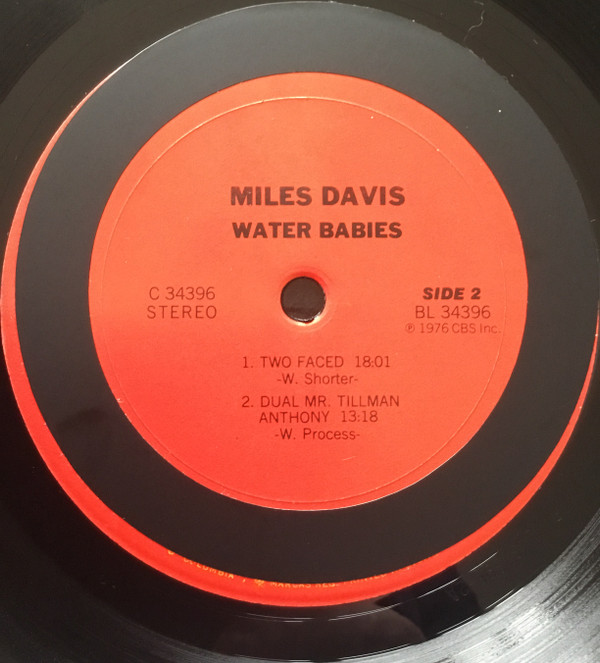 MILES DAVIS
WATER BABIES
C 34396
STEREO
SIDE 2
BL 34396
℗ 1976 CBS Inc.
1. TWO FACED 18:01
-W. Shorter-
2. DUAL MR. TILLMAN
ANTHONY 13:18
-W. Process-